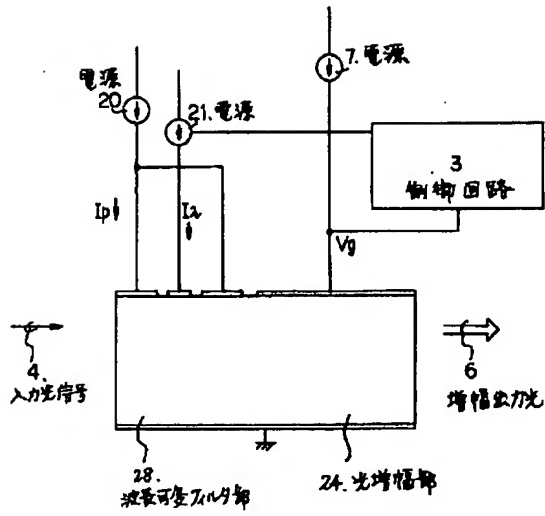 7. 電源
電源
20
21. 電源
3
制御回路
Ip
I2
Vg
4.
入力光信号
6
増幅出力光
28.
波長可変フィルタ部
24. 光増幅部